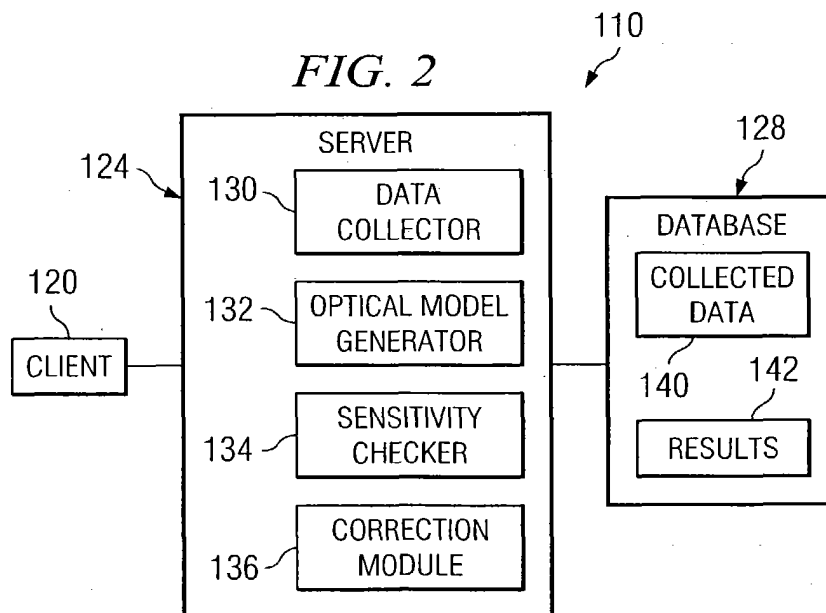 110
FIG. 2
SERVER
124
128
130
DATA
COLLECTOR
DATABASE
120
132
OPTICAL MODEL
GENERATOR
COLLECTED
DATA
CLIENT
140
142
134
SENSITIVITY
CHECKER
RESULTS
136
CORRECTION
MODULE